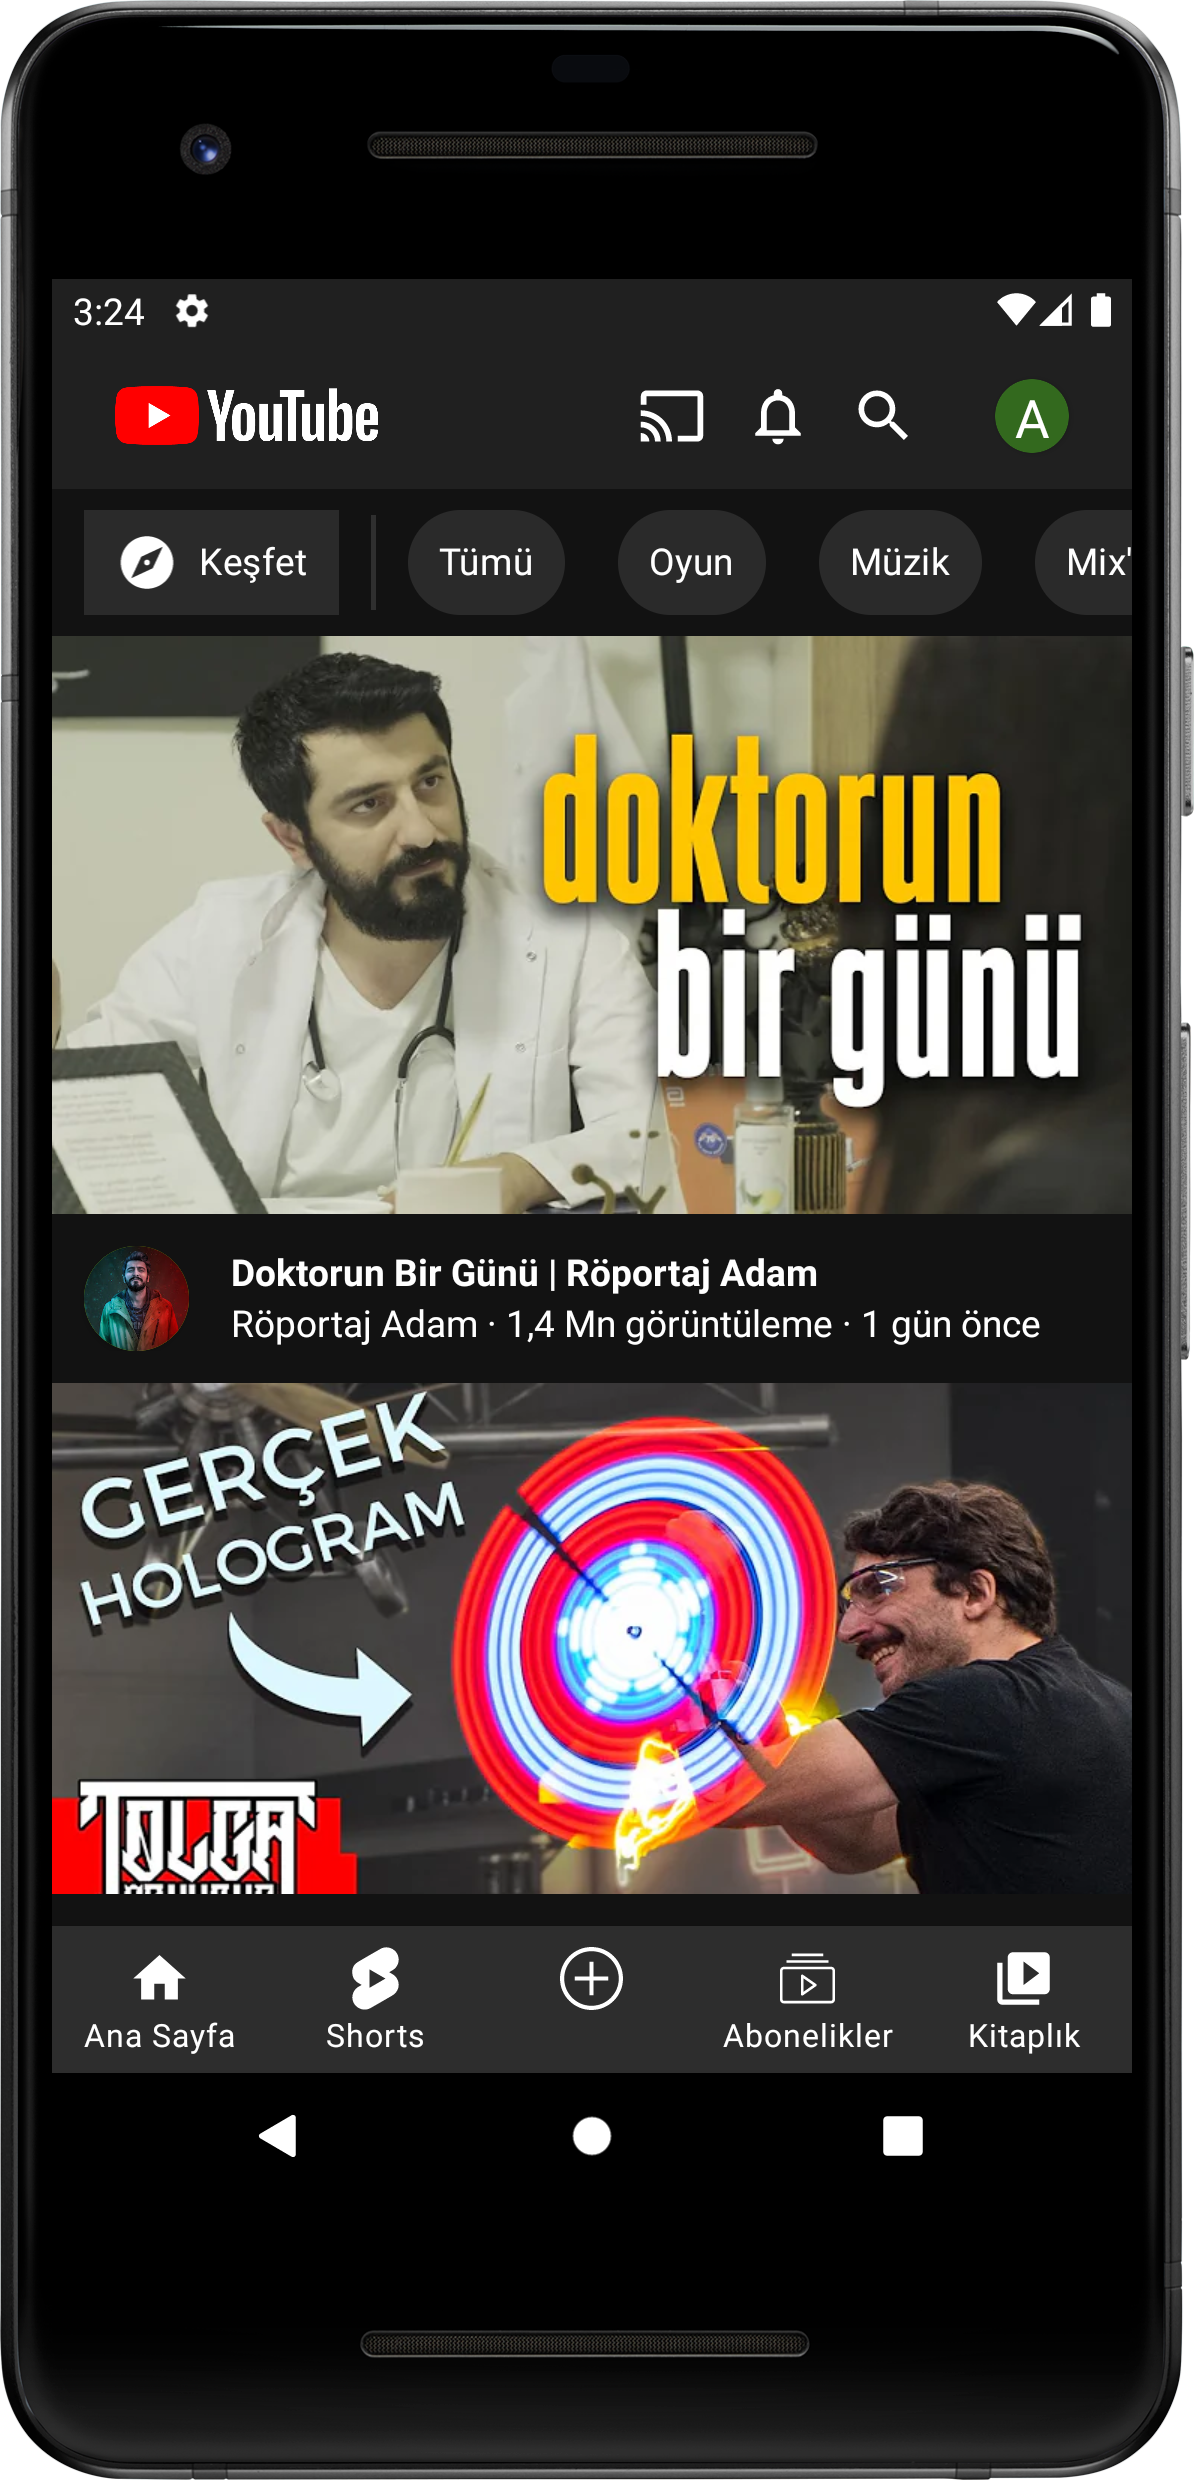 3:24
YouTube
A
Keşfet
Tümü
Oyun
Müzik
Mix'
doktorun
bir günü
Doktorun Bir Günü | Röportaj Adam
Röportaj Adam · 1,4 Mn görüntüleme · 1 gün önce
GERÇEK
HOLOGRAM
TOLGA
Ana Sayfa
Shorts
Abonelikler
Kitaplık